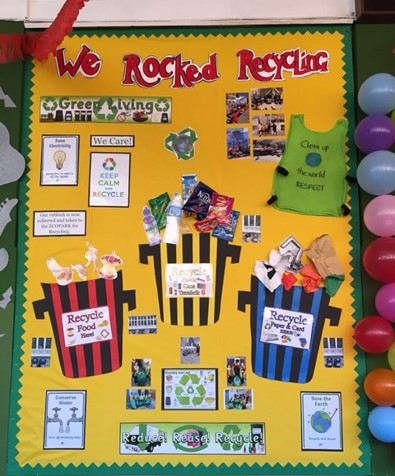 We Rocked Recycling
Green Living
Save
Electricity
We Care!
KEEP
CALM
AND
RECYCLE
Clean up
the world
RESPECT
Our rubbish is now
collected and taken to
the ECOPARK for
Recycling.
Recycle
Food
Here!
Recycle
Cans
Recycle
Paper & Card
Conserve
Water
Save the
Earth
Reduce! Reuse! Recycle!